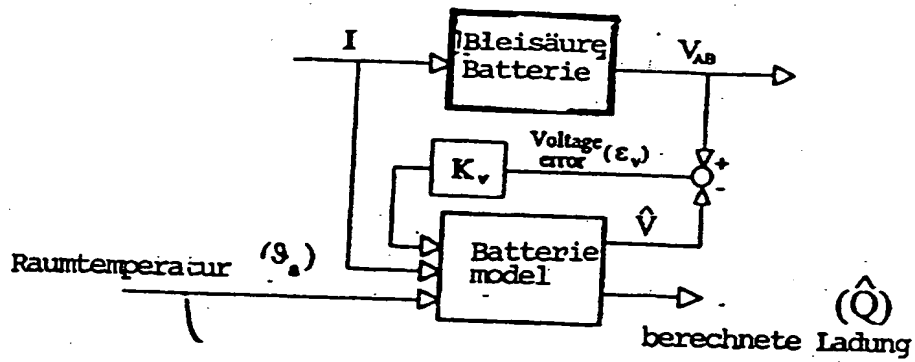 I
Bleisäure
Batterie
V_AB
Voltage
error (ε_v)
+
-
K_v
V̂
Batterie
model
Raumtemperatur (ϑ_a)
(Q̂)
berechnete Ladung